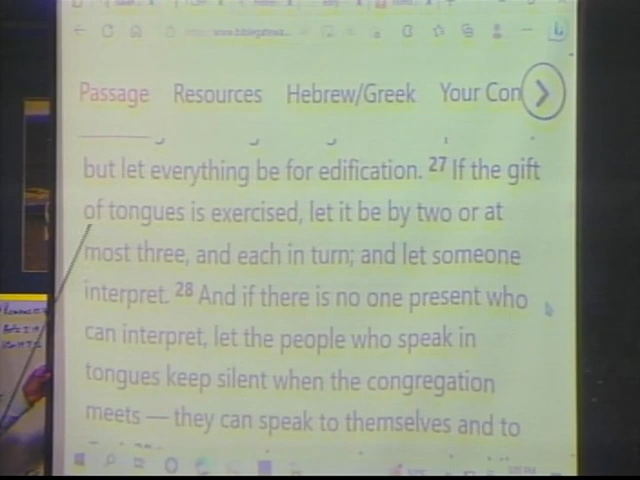 Passage Resources Hebrew/Greek Your Con
but let everything be for edification. 27 If the gift
of tongues is exercised, let it be by two or at
most three, and each in turn; and let someone
interpret. 28 And if there is no one present who
can interpret, let the people who speak in
tongues keep silent when the congregation
meets — they can speak to themselves and to